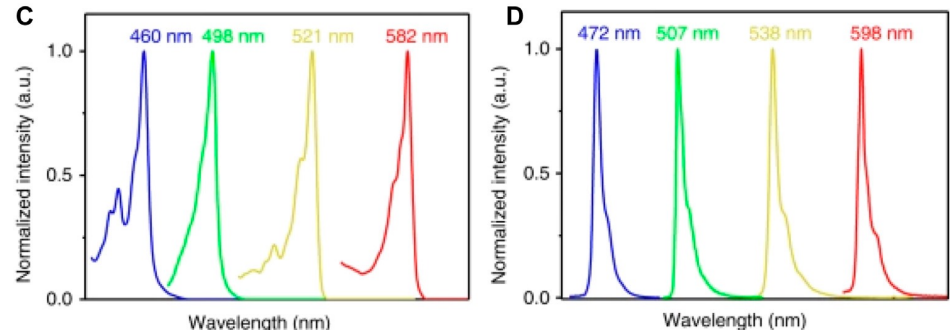 C
460 nm 498 nm 521 nm 582 nm
1.0
0.5
0.0
Normalized intensity (a.u.)
Wavelength (nm)
D
472 nm 507 nm 538 nm 598 nm
1.0
0.5
0.0
Normalized intensity (a.u.)
Wavelength (nm)